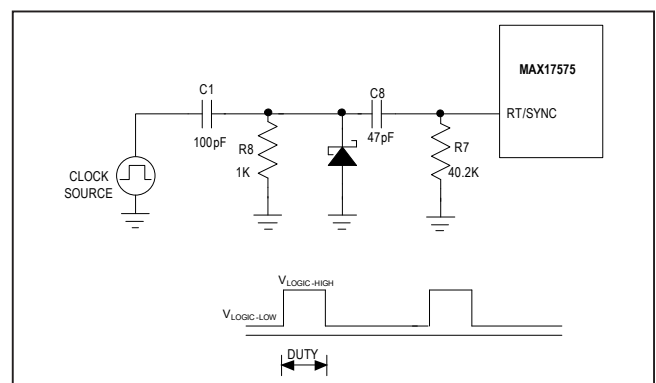 MAX17575
RT/SYNC
C1
100pF
R8
1K
C8
47pF
R7
40.2K
CLOCK
SOURCE
VLOGIC-HIGH
VLOGIC-LOW
DUTY